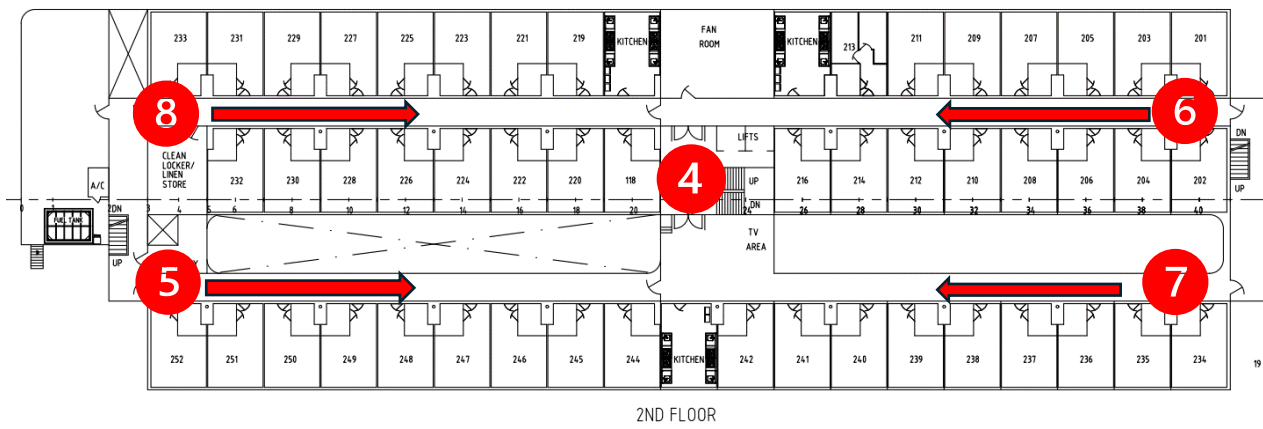 233 231 229 227 225 223 221 219 KITCHEN FAN ROOM KITCHEN 213 211 209 207 205 203 201
8 6
CLEAN LOCKER/ LINEN STORE
232 230 228 226 224 222 220 118 4 LIFTS UP DN 216 214 212 210 208 206 204 202 DN UP
A/C
0 1 2 3 4 5 6 8 10 12 14 16 18 20 24 26 28 30 32 34 36 38 40
FUEL TANK DN UP
TV AREA
5 7
252 251 250 249 248 247 246 245 244 KITCHEN 242 241 240 239 238 237 236 235 234 19
2ND FLOOR